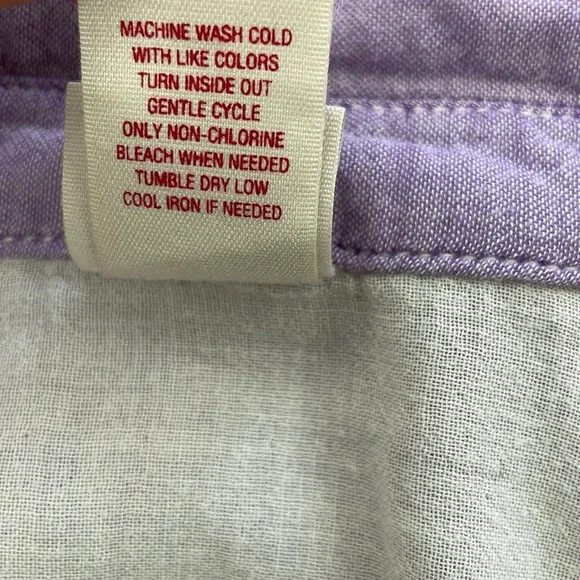 MACHINE WASH COLD
WITH LIKE COLORS
TURN INSIDE OUT
GENTLE CYCLE
ONLY NON-CHLORINE
BLEACH WHEN NEEDED
TUMBLE DRY LOW
COOL IRON IF NEEDED